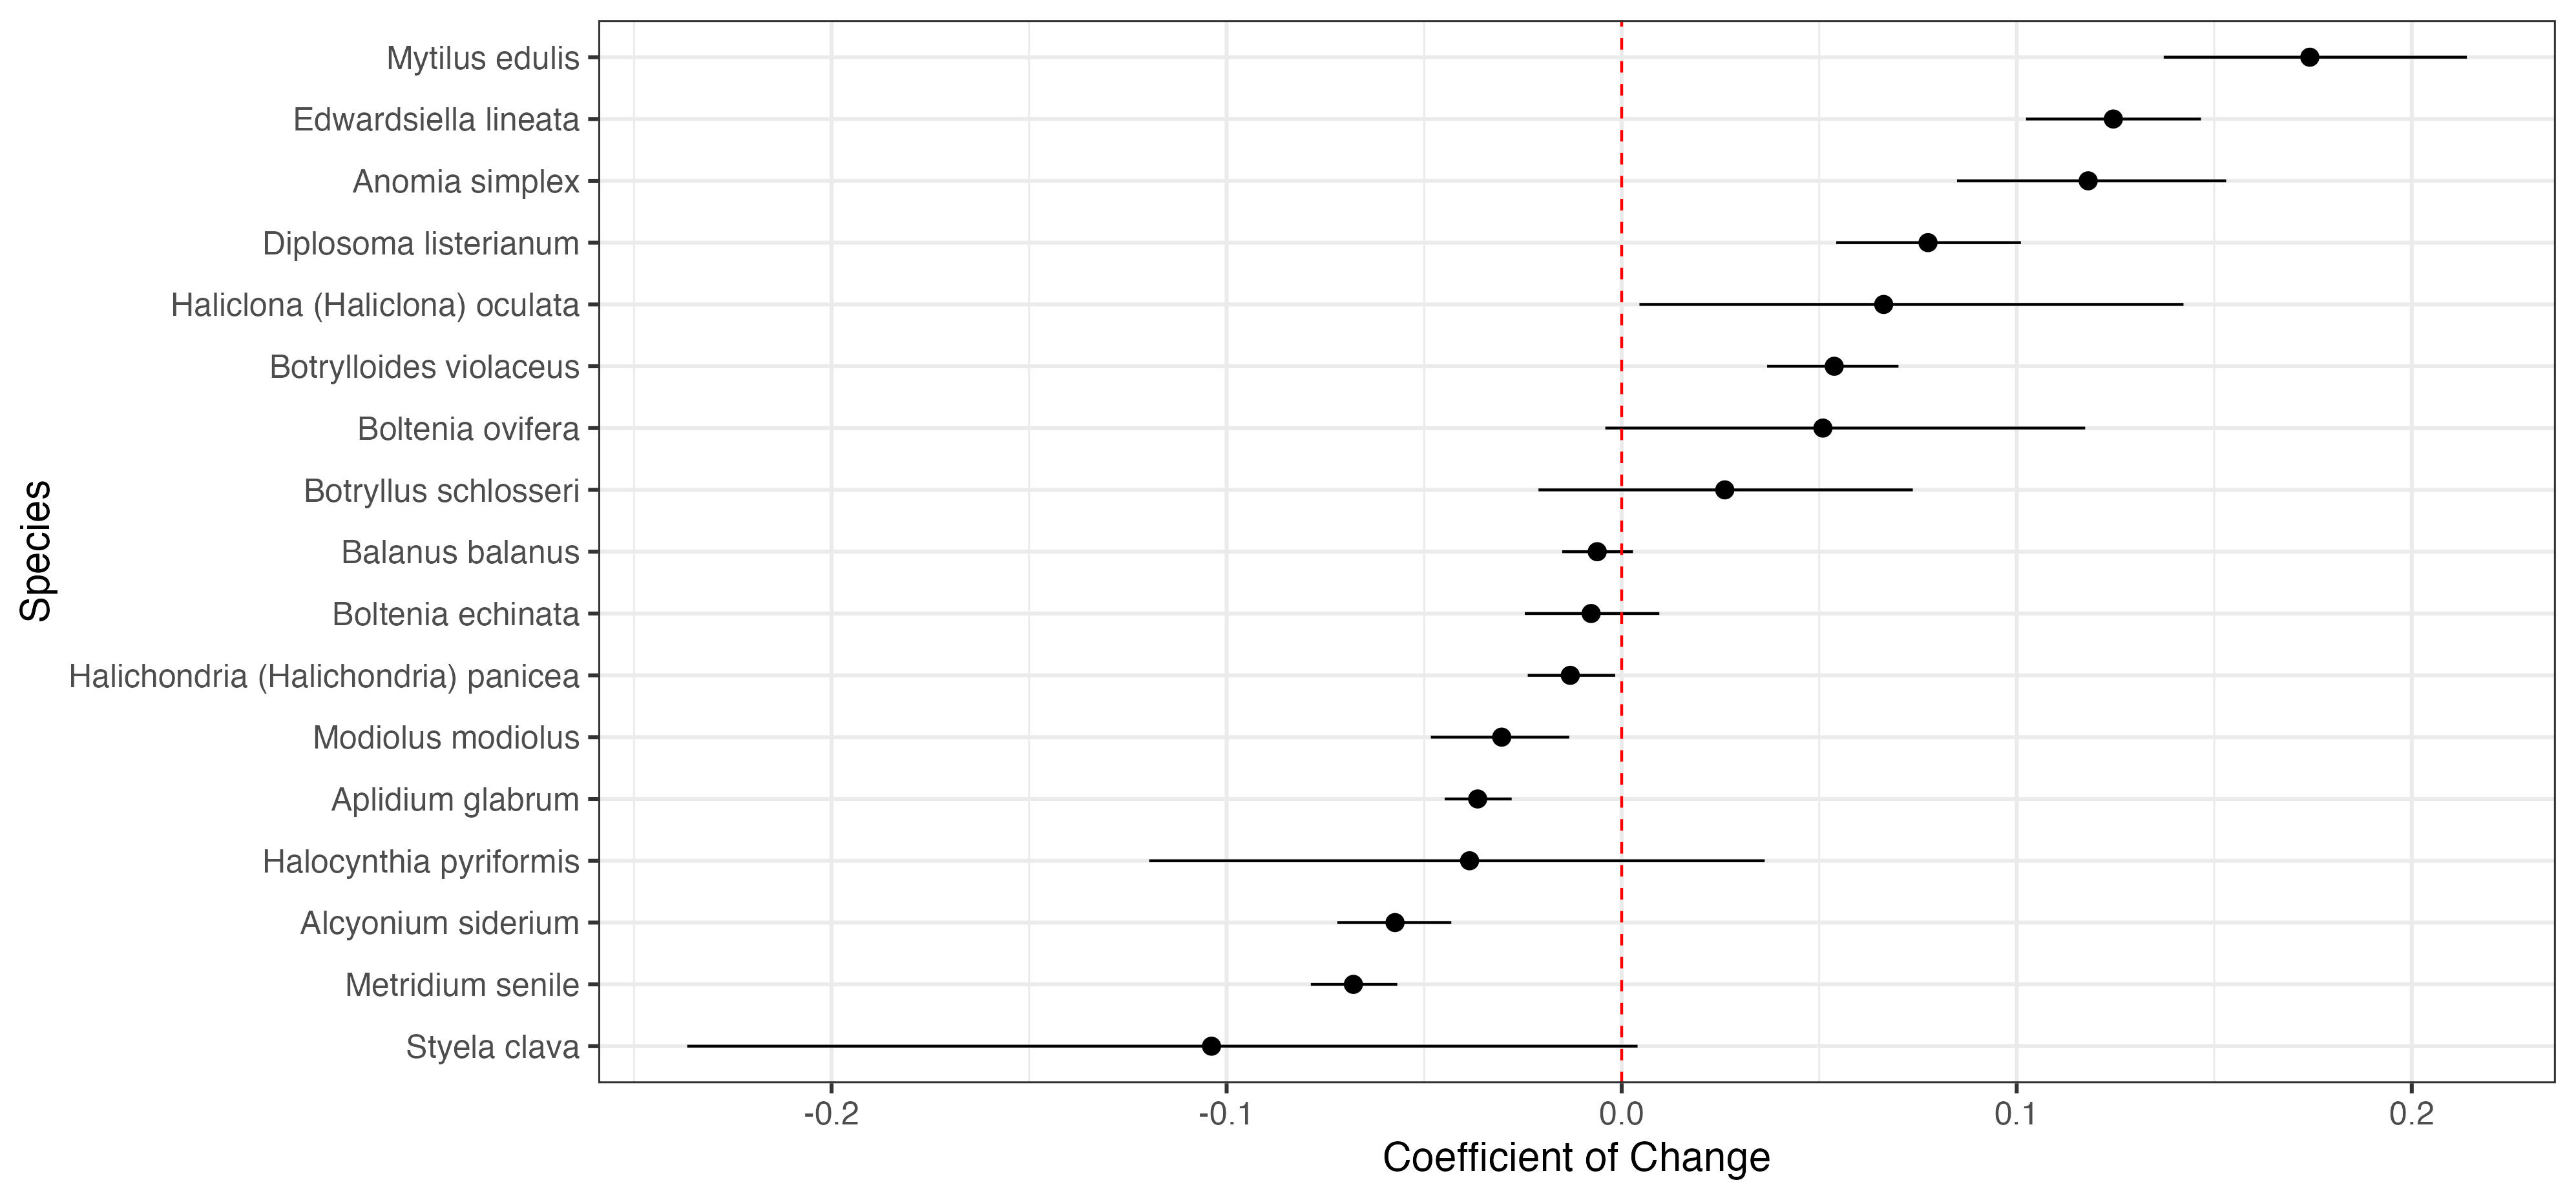 Mytilus edulis
Edwardsiella lineata
Anomia simplex
Diplosoma listerianum
Haliclona (Haliclona) oculata
Botrylloides violaceus
Boltenia ovifera
Botryllus schlosseri
Balanus balanus
Boltenia echinata
Halichondria (Halichondria) panicea
Modiolus modiolus
Aplidium glabrum
Halocynthia pyriformis
Alcyonium siderium
Metridium senile
Styela clava
Species
-0.2 -0.1 0.0 0.1 0.2
Coefficient of Change